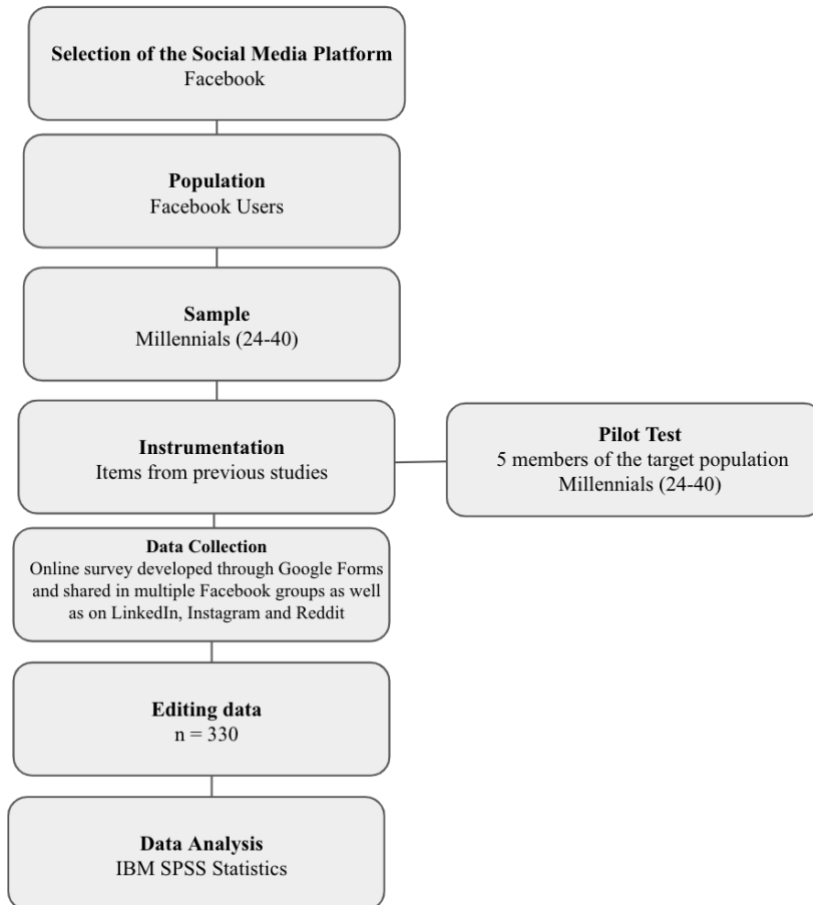 Selection of the Social Media Platform
Facebook
Population
Facebook Users
Sample
Millennials (24-40)
Instrumentation
Items from previous studies
Pilot Test
5 members of the target population
Millennials (24-40)
Data Collection
Online survey developed through Google Forms
and shared in multiple Facebook groups as well
as on LinkedIn, Instagram and Reddit
Editing data
n = 330
Data Analysis
IBM SPSS Statistics